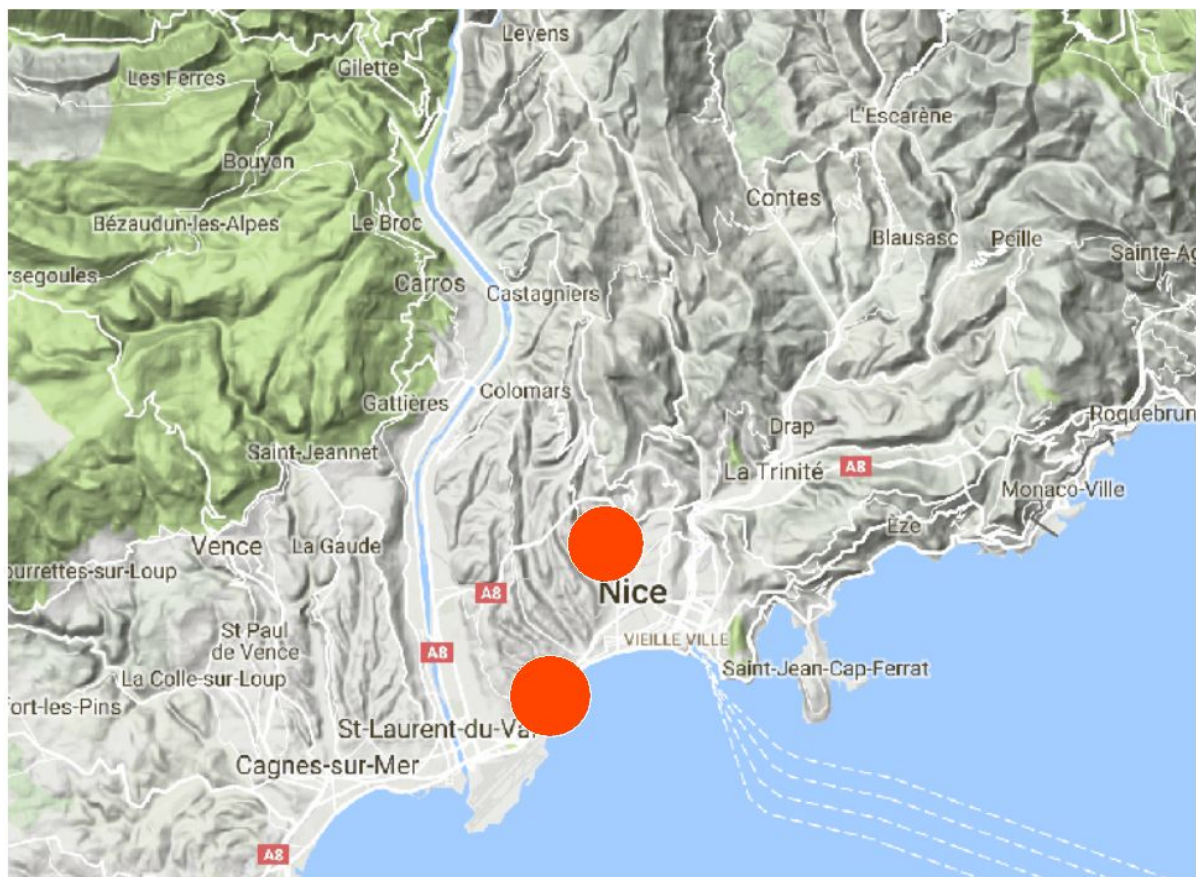 Levens
Gilette
Les Ferres
L'Escarène
Bouyon
Contes
Bézaudun-les-Alpes
Le Broc
Blausasc
Peille
Sainte-Ag
rsegoules
Carros
Castagniers
Colomars
Gattières
Roquebrun
Drap
Saint-Jeannet
La Trinité
A8
Monaco-Ville
Èze
Vence
La Gaude
ourrettes-sur-Loup
A8
Nice
St Paul
de Vence
VIEILLE VILLE
A8
La Colle-sur-Loup
Saint-Jean-Cap-Ferrat
fort-les-Pins
St-Laurent-du-Var
Cagnes-sur-Mer
A8